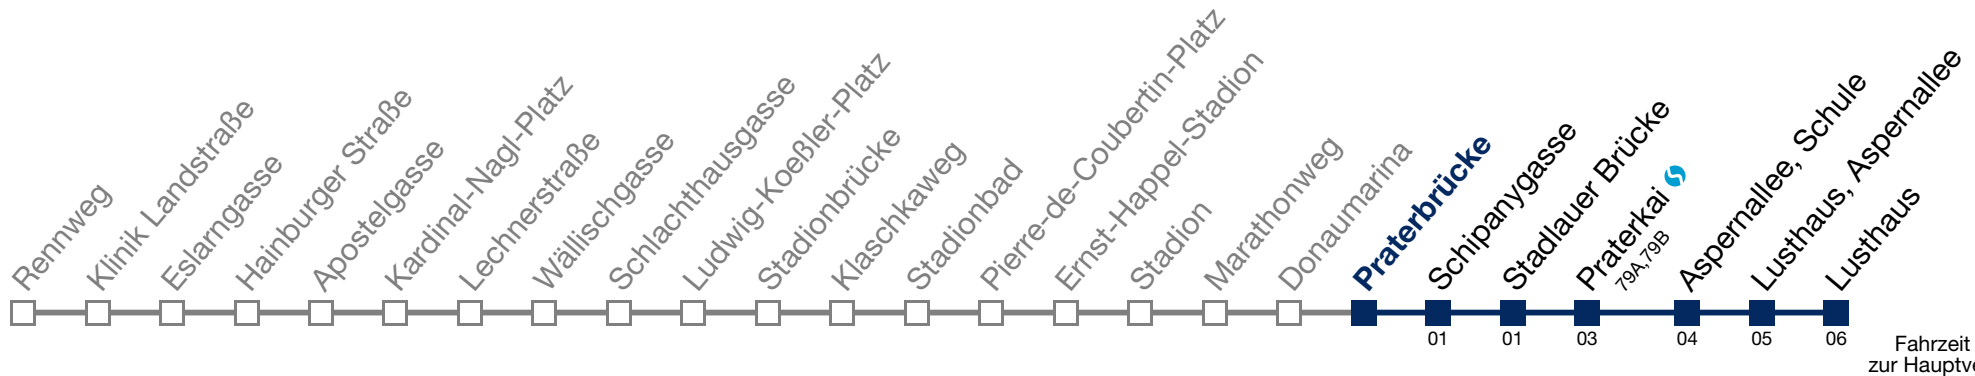 Rennweg
Klinik Landstraße
Eslarngasse
Hainburger Straße
Apostelgasse
Kardinal-Nagl-Platz
Lechnerstraße
Wällischgasse
Schlachthausgasse
Ludwig-Koeßler-Platz
Stadionbrücke
Klaschkaweg
Stadionbad
Pierre-de-Coubertin-Platz
Ernst-Happel-Stadion
Stadion
Marathonweg
Donaumarina
Praterbrücke
Schipanygasse
Stadlauer Brücke
Praterkai
79A,79B
Aspernallee, Schule
Lusthaus, Aspernallee
Lusthaus
01 01 03 04 05 06
Fahrzeit
zur Hauptve